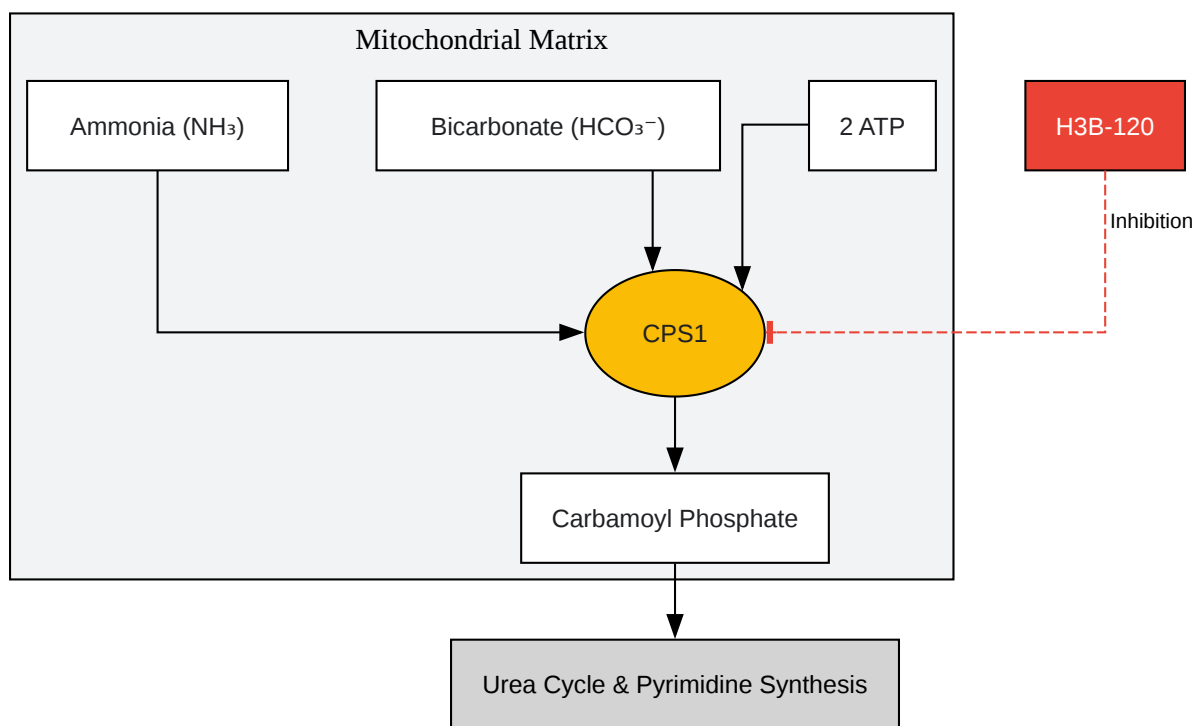 Mitochondrial Matrix
Ammonia (NH₃)
Bicarbonate (HCO₃⁻)
2 ATP
H3B-120
Inhibition
CPS1
Carbamoyl Phosphate
Urea Cycle & Pyrimidine Synthesis